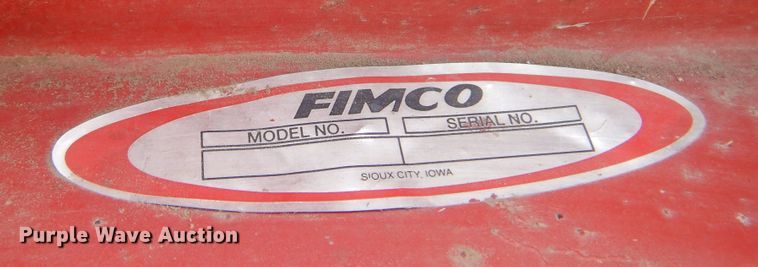 FIMCO
MODEL NO. SERIAL NO.
SIOUX CITY, IOWA
Purple Wave Auction